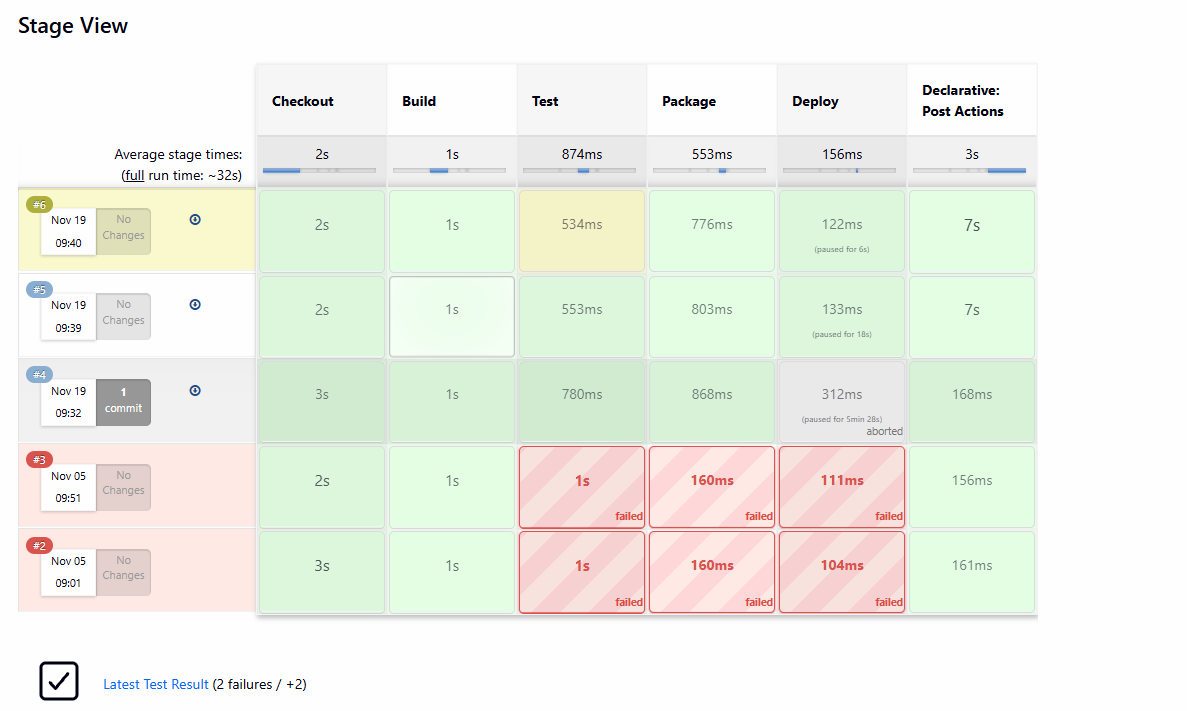 Stage View
Checkout
Build
Test
Package
Deploy
Declarative:
Post Actions
Average stage times:
(full run time: ~32s)
2s
1s
874ms
553ms
156ms
3s
#6
Nov 19
09:40
No
Changes
2s
1s
534ms
776ms
122ms
(paused for 6s)
7s
#5
Nov 19
09:39
No
Changes
2s
1s
553ms
803ms
133ms
(paused for 18s)
7s
#4
Nov 19
09:32
1
commit
3s
1s
780ms
868ms
312ms
(paused for 5min 28s)
aborted
168ms
#3
Nov 05
09:51
No
Changes
2s
1s
1s
failed
160ms
failed
111ms
failed
156ms
#2
Nov 05
09:01
No
Changes
3s
1s
1s
failed
160ms
failed
104ms
failed
161ms
Latest Test Result (2 failures / +2)